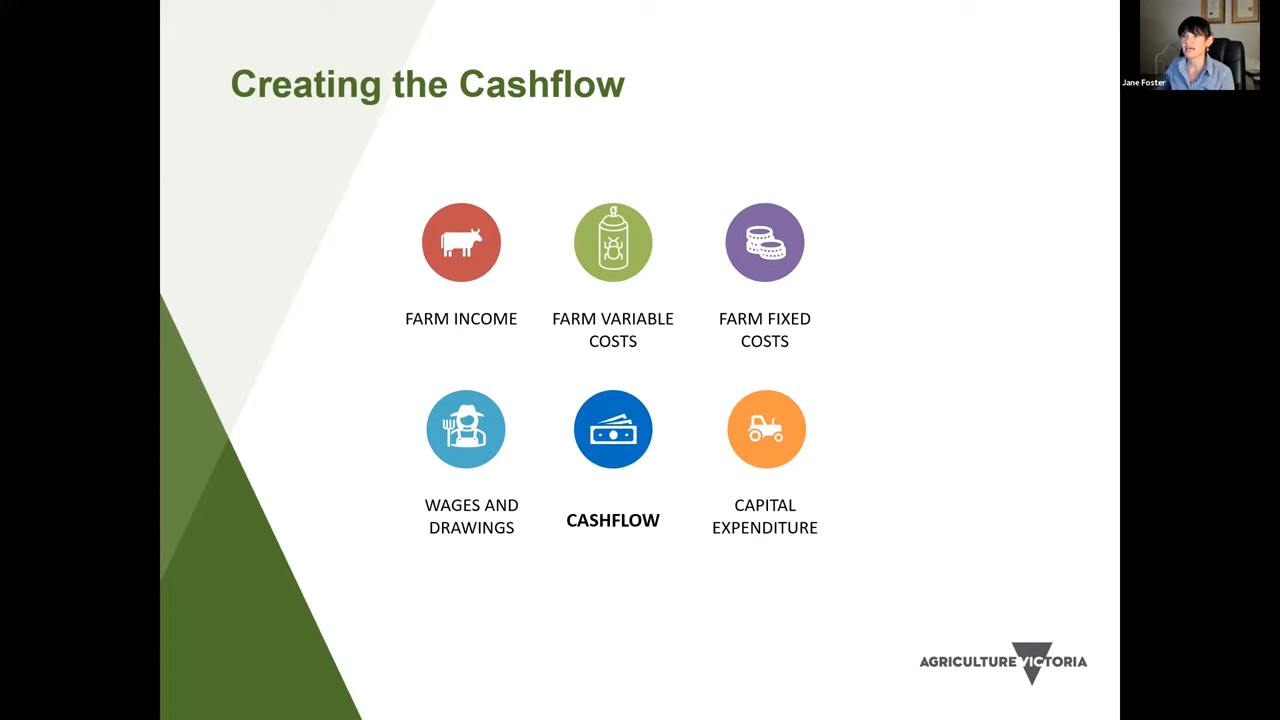 Creating the Cashflow
Jane Foster
FARM INCOME
FARM VARIABLE
COSTS
FARM FIXED
COSTS
WAGES AND
DRAWINGS
CASHFLOW
CAPITAL
EXPENDITURE
AGRICULTURE VICTORIA